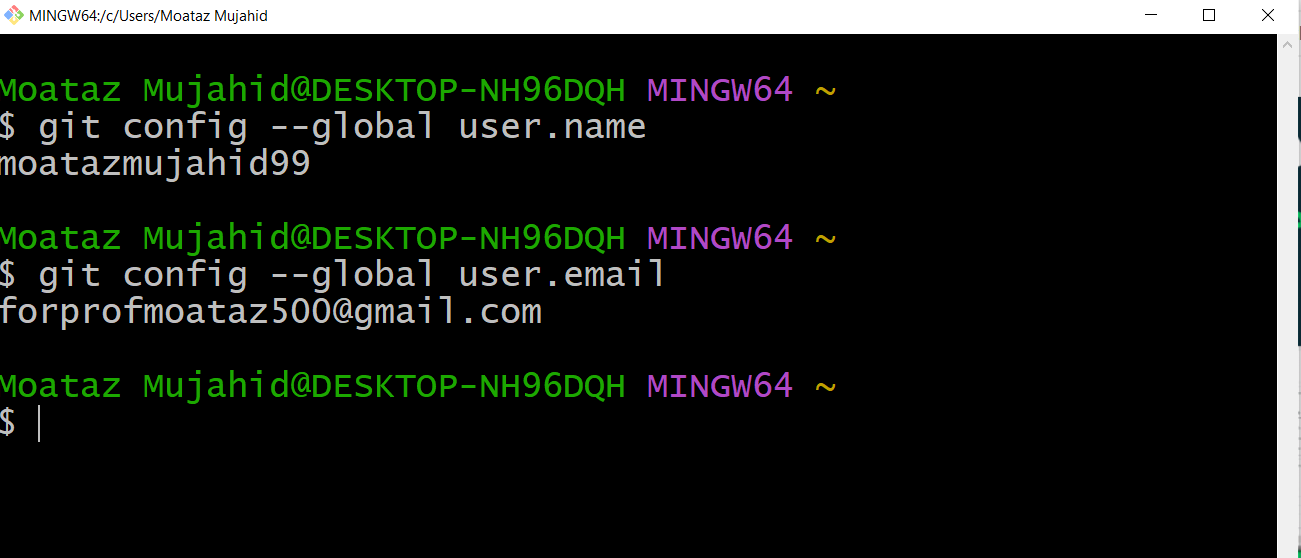 MINGW64:/c/Users/Moataz Mujahid
Moataz Mujahid@DESKTOP-NH96DQH MINGW64 ~
$ git config --global user.name
moatazmujahid99
Moataz Mujahid@DESKTOP-NH96DQH MINGW64 ~
$ git config --global user.email
forprofmoataz500@gmail.com
Moataz Mujahid@DESKTOP-NH96DQH MINGW64 ~
$